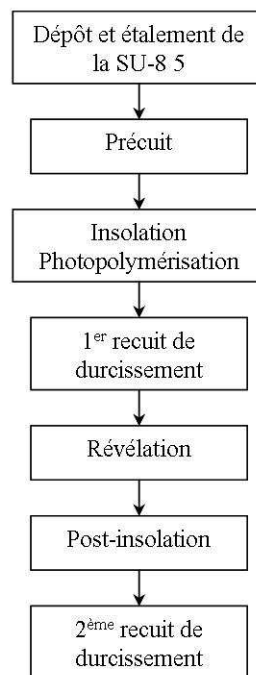 Dépôt et étalement de
la SU-8 5
Précuit
Insolation
Photopolymérisation
1er recuit de
durcissement
Révélation
Post-insolation
2ème recuit de
durcissement